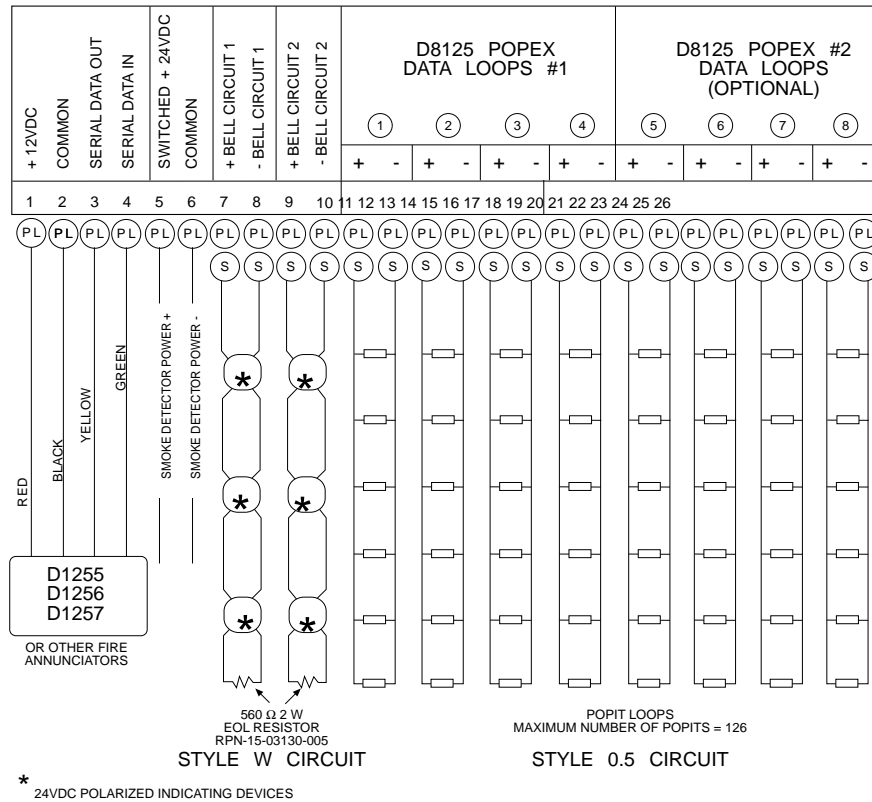 + 12VDC
COMMON
SERIAL DATA OUT
SERIAL DATA IN
SWITCHED + 24VDC
COMMON
+ BELL CIRCUIT 1
- BELL CIRCUIT 1
+ BELL CIRCUIT 2
- BELL CIRCUIT 2
D8125 POPEX
DATA LOOPS #1
D8125 POPEX #2
DATA LOOPS
(OPTIONAL)
1 2 3 4 5 6 7 8
+ - + - + - + - + - + - + - + -
1 2 3 4 5 6 7 8 9 10 11 12 13 14 15 16 17 18 19 20 21 22 23 24 25 26
PL PL PL PL PL PL PL PL PL PL PL PL PL PL PL PL PL PL PL PL PL PL PL PL PL PL
S S S S S S S S S S S S S S S S S S S S
RED
BLACK
YELLOW
GREEN
SMOKE DETECTOR POWER +
SMOKE DETECTOR POWER -
* *
* *
* *
D1255
D1256
D1257
OR OTHER FIRE
ANNUNCIATORS
560 Ω 2 W
EOL RESISTOR
RPN-15-03130-005
STYLE W CIRCUIT
POPIT LOOPS
MAXIMUM NUMBER OF POPITS = 126
STYLE 0.5 CIRCUIT
* 24VDC POLARIZED INDICATING DEVICES